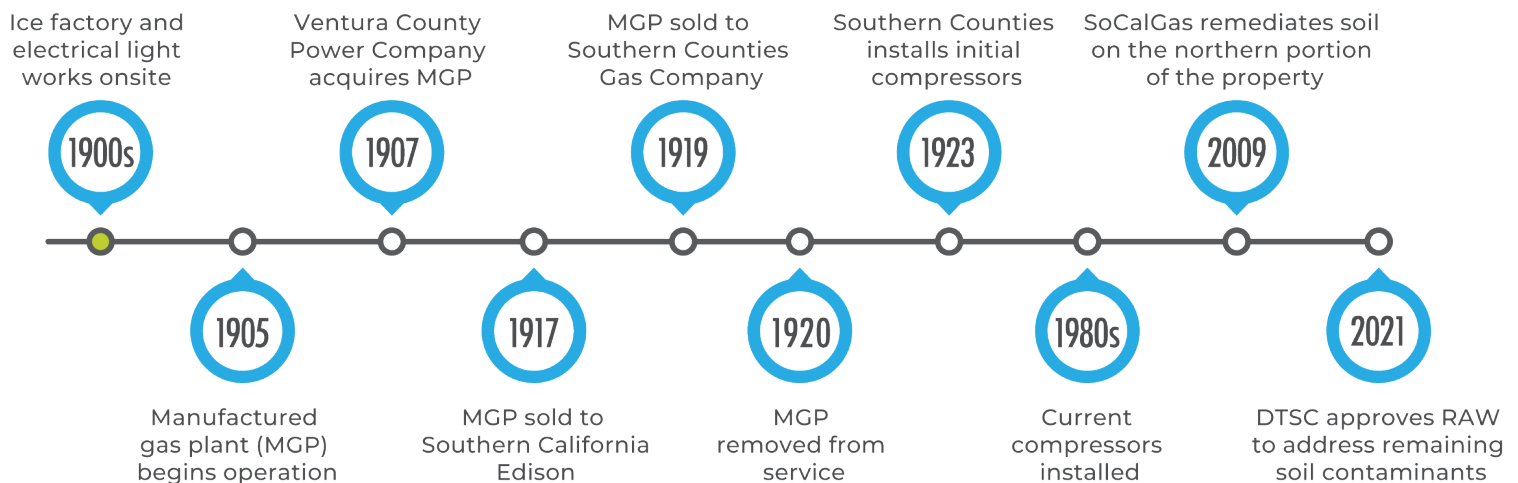 Ice factory and
electrical light
works onsite
1900s
Manufactured
gas plant (MGP)
begins operation
1905
Ventura County
Power Company
acquires MGP
1907
MGP sold to
Southern California
Edison
1917
MGP sold to
Southern Counties
Gas Company
1919
MGP
removed from
service
1920
Southern Counties
installs initial
compressors
1923
Current
compressors
installed
1980s
SoCalGas remediates soil
on the northern portion
of the property
2009
DTSC approves RAW
to address remaining
soil contaminants
2021